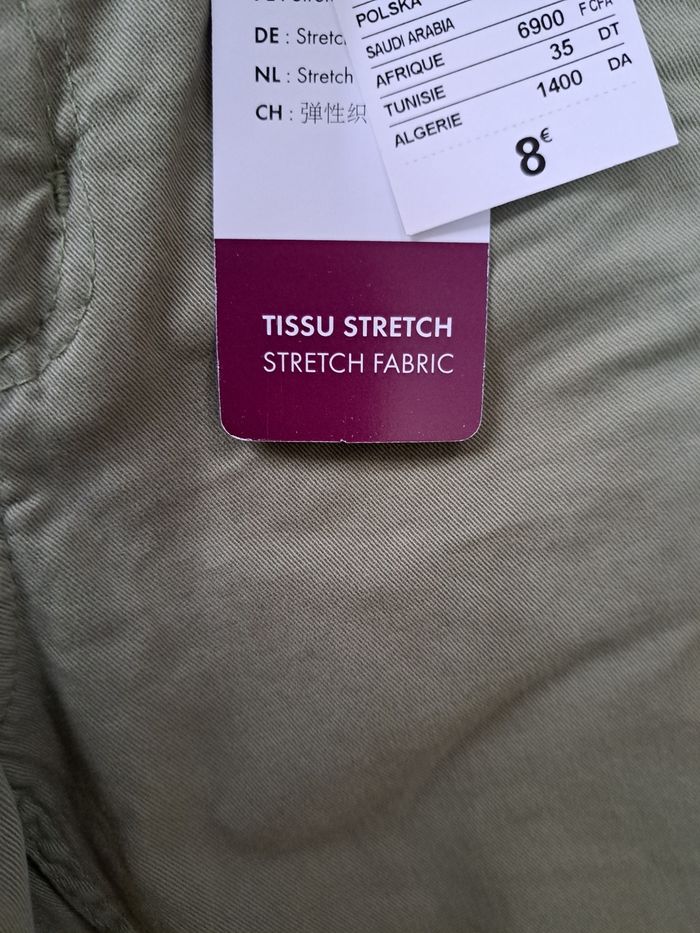 DE : Stretc
NL : Stretch
CH : 弹性织
TISSU STRETCH
STRETCH FABRIC
POLSKA
SAUDI ARABIA
AFRIQUE 6900 F CFA
TUNISIE 35 DT
ALGERIE 1400 DA
8€